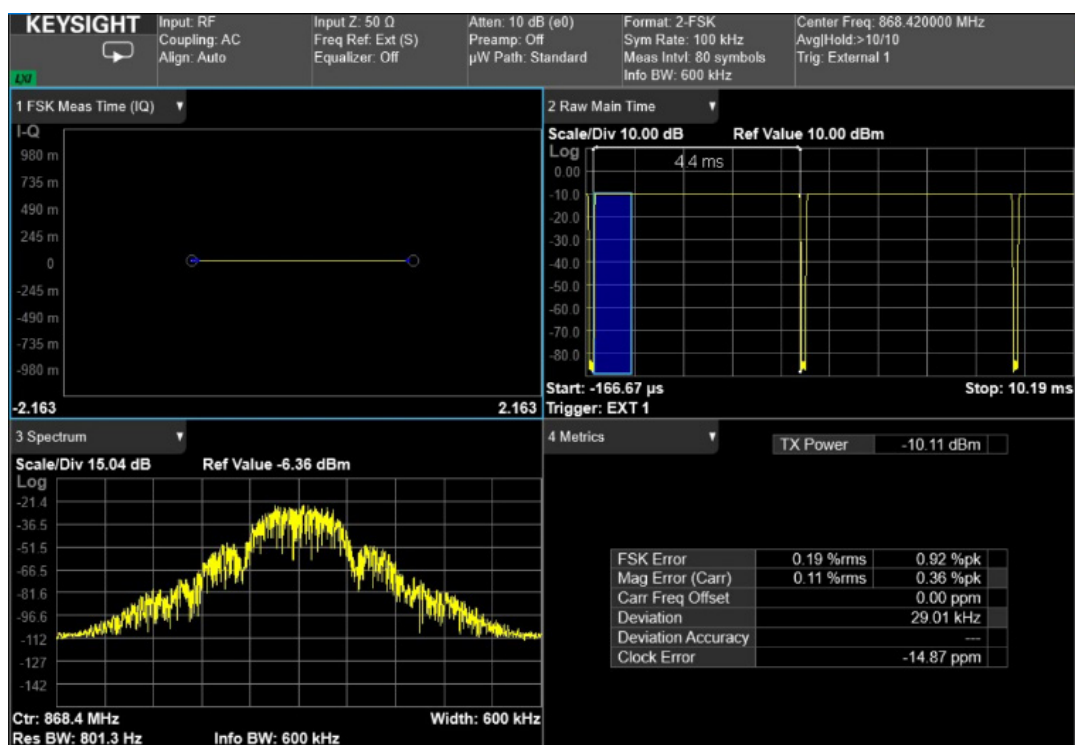 KEYSIGHT
Input: RF
Coupling: AC
Align: Auto
Input Z: 50 Ω
Freq Ref: Ext (S)
Equalizer: Off
Atten: 10 dB (e0)
Preamp: Off
µW Path: Standard
Format: 2-FSK
Sym Rate: 100 kHz
Meas Intvl: 80 symbols
Info BW: 600 kHz
Center Freq: 868.420000 MHz
Avg|Hold:>10/10
Trig: External 1
LXI
1 FSK Meas Time (IQ) ▼
I-Q
980 m
735 m
490 m
245 m
0
-245 m
-490 m
-735 m
-980 m
-2.163 2.163
2 Raw Main Time ▼
Scale/Div 10.00 dB Ref Value 10.00 dBm
Log
4.4 ms
0.00
-10.0
-20.0
-30.0
-40.0
-50.0
-60.0
-70.0
-80.0
Start: -166.67 µs Stop: 10.19 ms
Trigger: EXT 1
3 Spectrum ▼
Scale/Div 15.04 dB Ref Value -6.36 dBm
Log
-21.4
-36.5
-51.5
-66.5
-81.6
-96.6
-112
-127
-142
Ctr: 868.4 MHz Width: 600 kHz
Res BW: 801.3 Hz Info BW: 600 kHz
4 Metrics ▼
TX Power -10.11 dBm
FSK Error 0.19 %rms 0.92 %pk
Mag Error (Carr) 0.11 %rms 0.36 %pk
Carr Freq Offset 0.00 ppm
Deviation 29.01 kHz
Deviation Accuracy ---
Clock Error -14.87 ppm